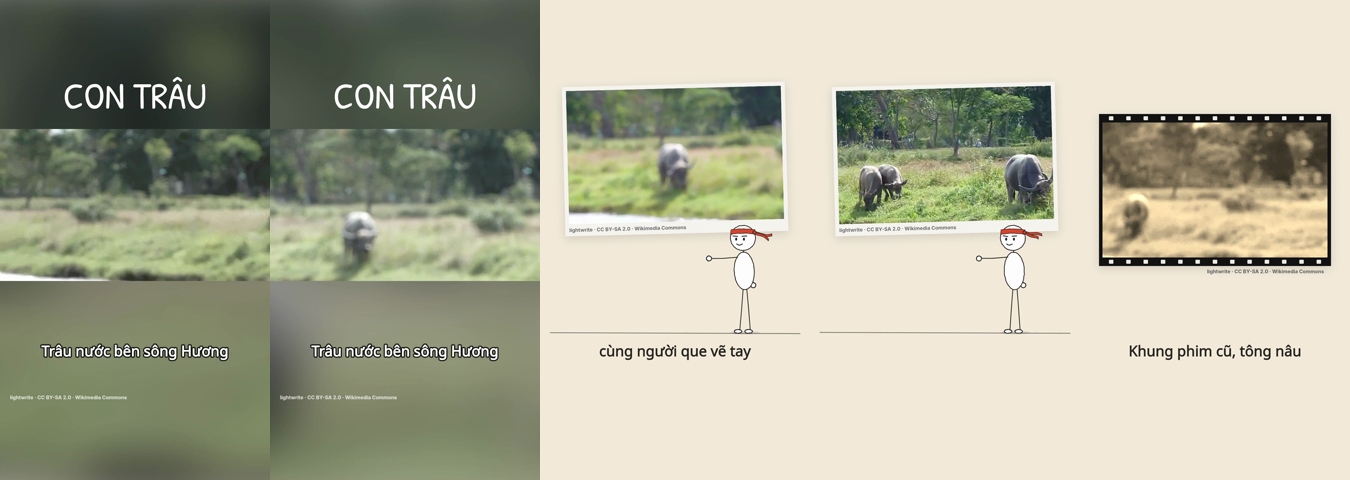 CON TRÂU
Trâu nước bên sông Hương
lightwrite · CC BY-SA 2.0 · Wikimedia Commons
CON TRÂU
Trâu nước bên sông Hương
lightwrite · CC BY-SA 2.0 · Wikimedia Commons
lightwrite · CC BY-SA 2.0 · Wikimedia Commons
cùng người que vẽ tay
lightwrite · CC BY-SA 2.0 · Wikimedia Commons
lightwrite · CC BY-SA 2.0 · Wikimedia Commons
Khung phim cũ, tông nâu